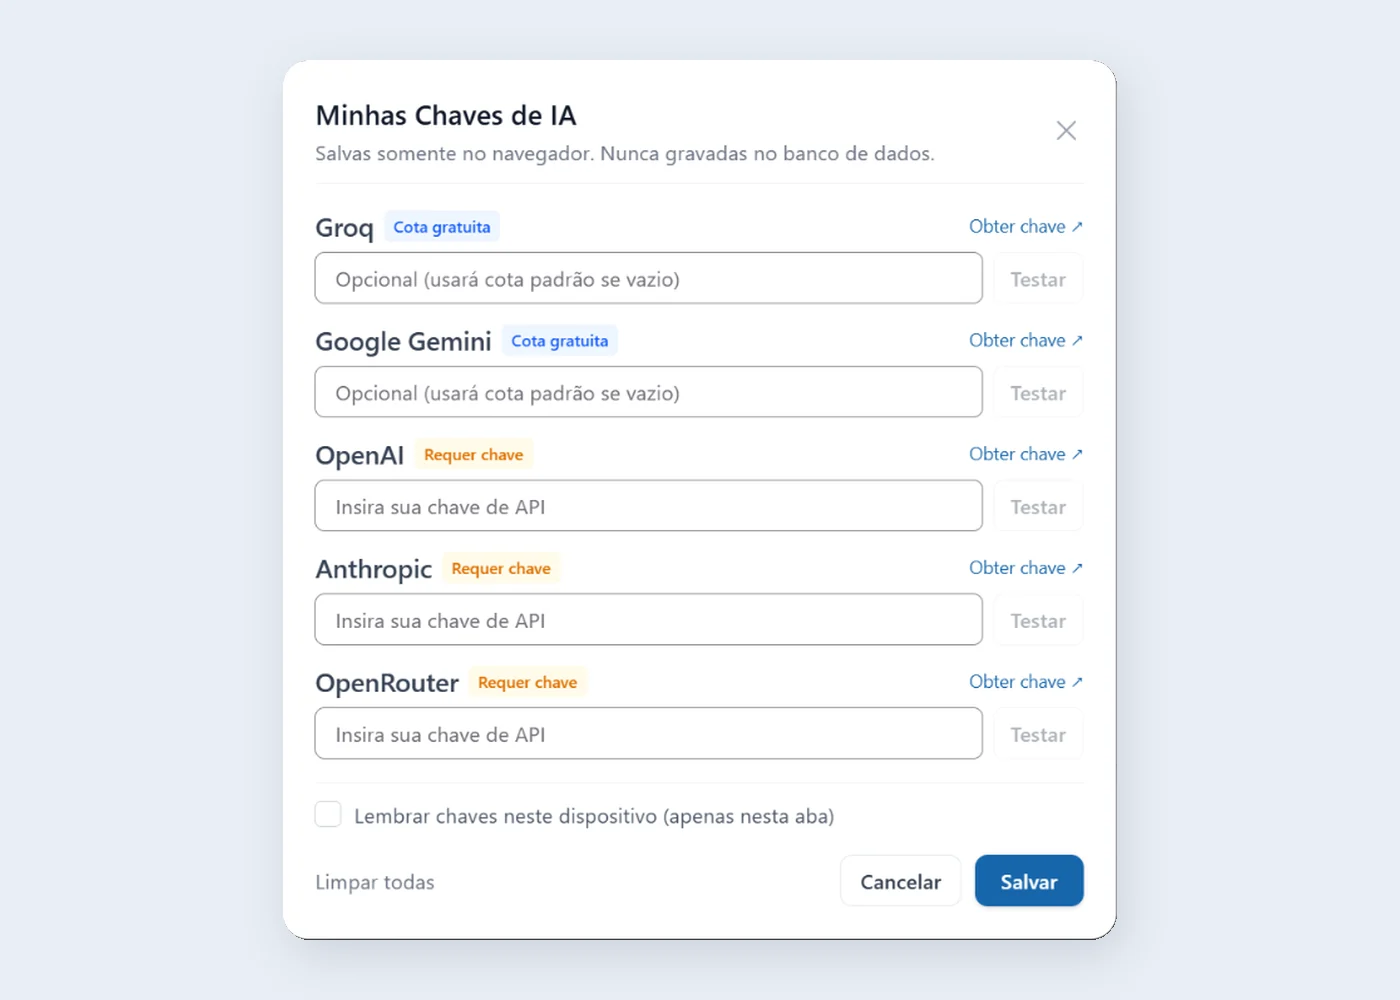 Minhas Chaves de IA
Salvas somente no navegador. Nunca gravadas no banco de dados.
Groq Cota gratuita Obter chave ↗
Opcional (usará cota padrão se vazio) Testar
Google Gemini Cota gratuita Obter chave ↗
Opcional (usará cota padrão se vazio) Testar
OpenAI Requer chave Obter chave ↗
Insira sua chave de API Testar
Anthropic Requer chave Obter chave ↗
Insira sua chave de API Testar
OpenRouter Requer chave Obter chave ↗
Insira sua chave de API Testar
Lembrar chaves neste dispositivo (apenas nesta aba)
Limpar todas Cancelar Salvar